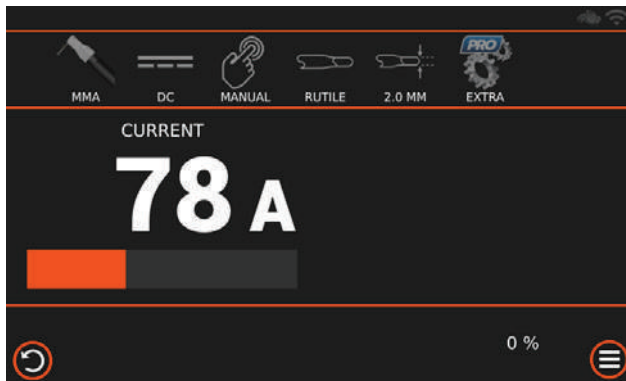 PRO
MMA DC MANUAL RUTILE 2.0 MM EXTRA
CURRENT
78 A
0 %